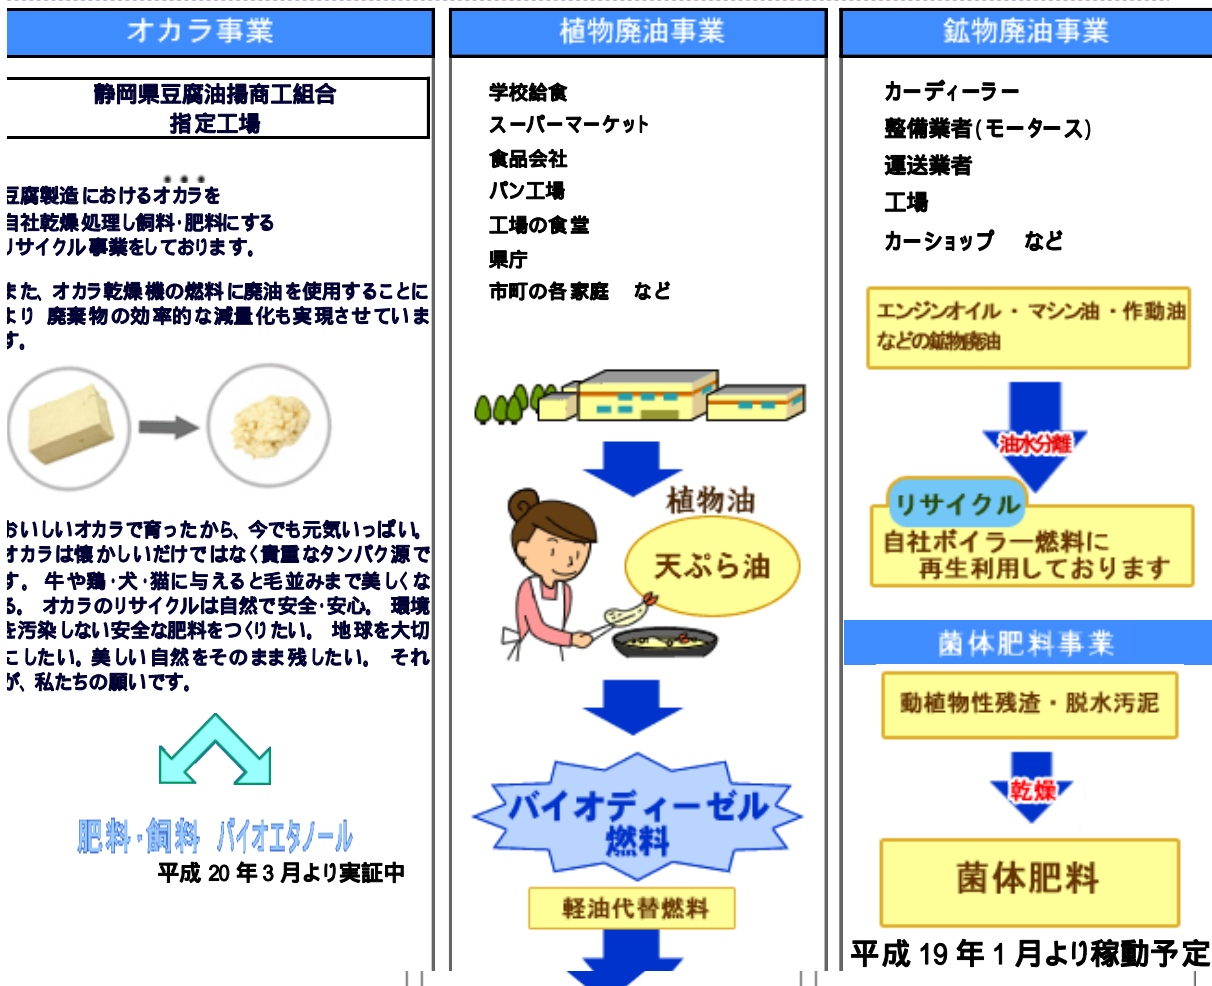 オカラ事業
静岡県豆腐油揚商工組合
指定工場
豆腐製造におけるオカラを
自社乾燥処理し飼料・肥料にする
リサイクル事業をしております。
また、オカラ乾燥機の燃料に廃油を使用することに
より 廃棄物の効率的な減量化も実現させていま
す。
おいしいオカラで育ったから、今でも元気いっぱい。
オカラは懐かしいだけではなく貴重なタンパク源で
す。 牛や鶏・犬・猫に与えると毛並みまで美しくな
る。 オカラのリサイクルは自然で安全・安心。 環境
を汚染しない安全な肥料をつくりたい。 地球を大切
にしたい。美しい自然をそのまま残したい。 それ
が、私たちの願いです。
肥料・飼料 バイオエタノール
平成 20 年 3 月より実証中
植物廃油事業
学校給食
スーパーマーケット
食品会社
パン工場
工場の食堂
県庁
市町の各家庭 など
植物油
天ぷら油
バイオディーゼル
燃料
軽油代替燃料
鉱物廃油事業
カーディーラー
整備業者(モータース)
運送業者
工場
カーショップ など
エンジンオイル ・ マシン油 ・ 作動油
などの鉱物廃油
油水分離
リサイクル
自社ボイラー燃料に
再生利用しております
菌体肥料事業
動植物性残渣・脱水汚泥
乾燥
菌体肥料
平成 19 年 1 月より稼動予定